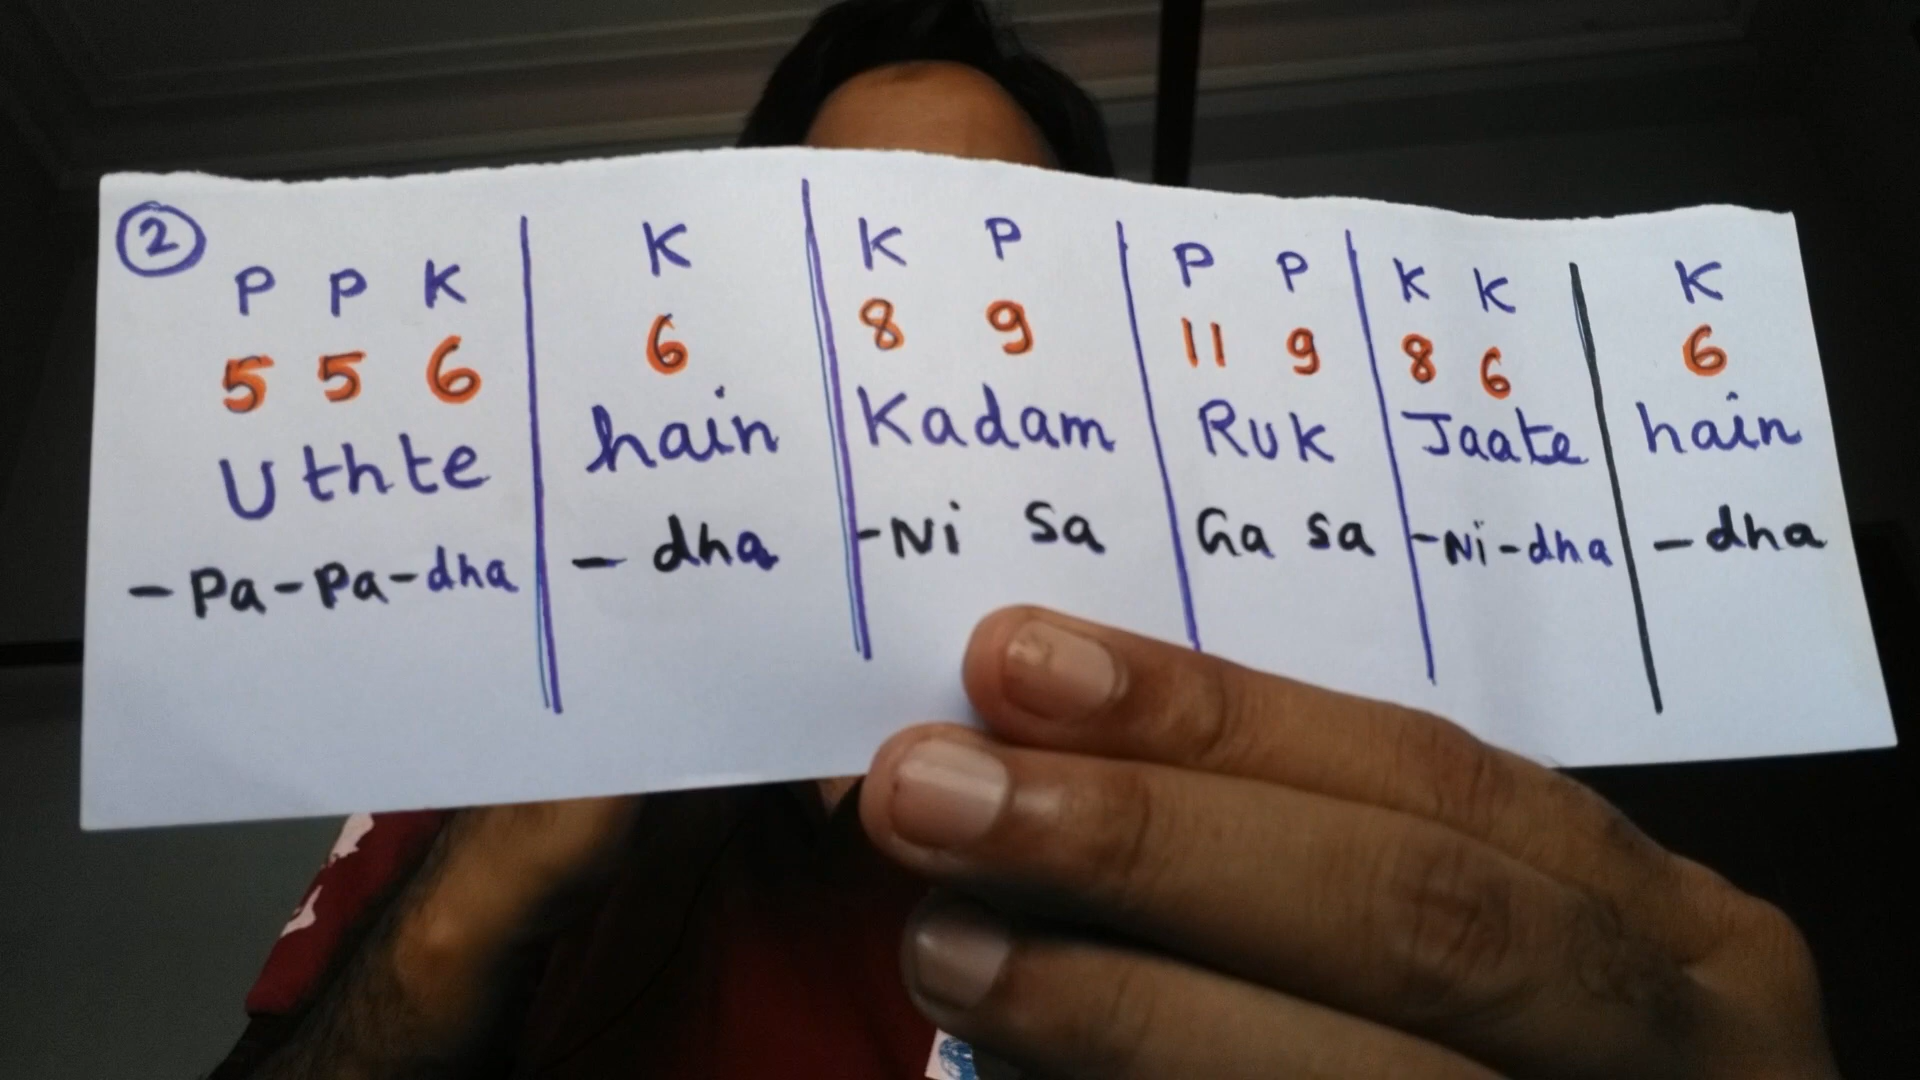 2
P P K K K P P P K K K
5 5 6 6 8 9 11 9 8 6 6
Uthte hain Kadam Ruk Jaate hain
-Pa-Pa-dha - dha -Ni Sa Ga Sa -Ni-dha - dha